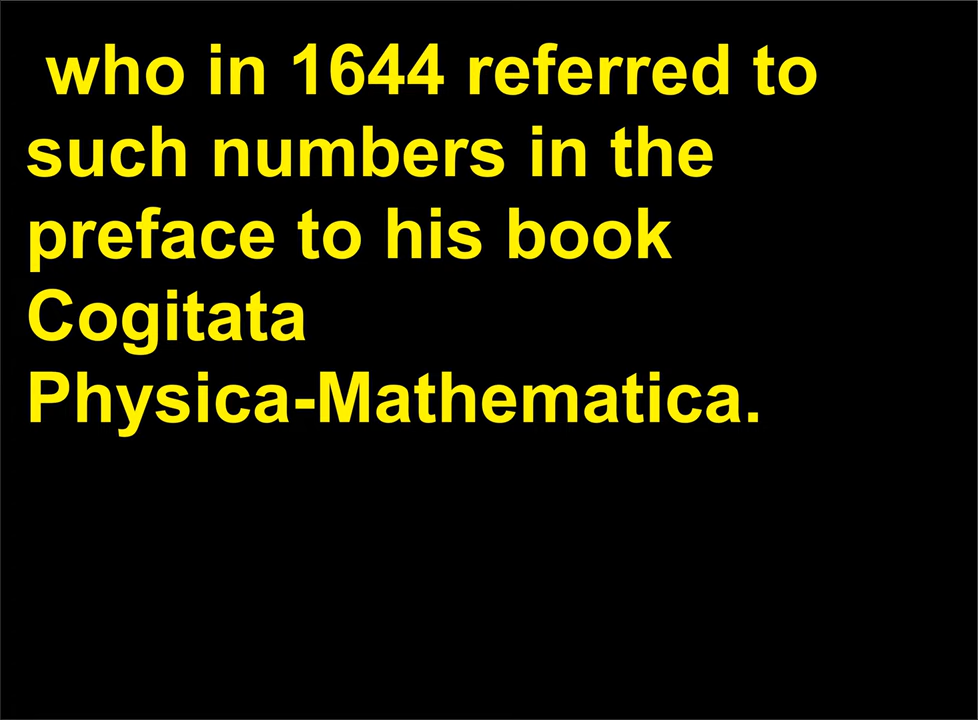 who in 1644 referred to
such numbers in the
preface to his book
Cogitata
Physica-Mathematica.